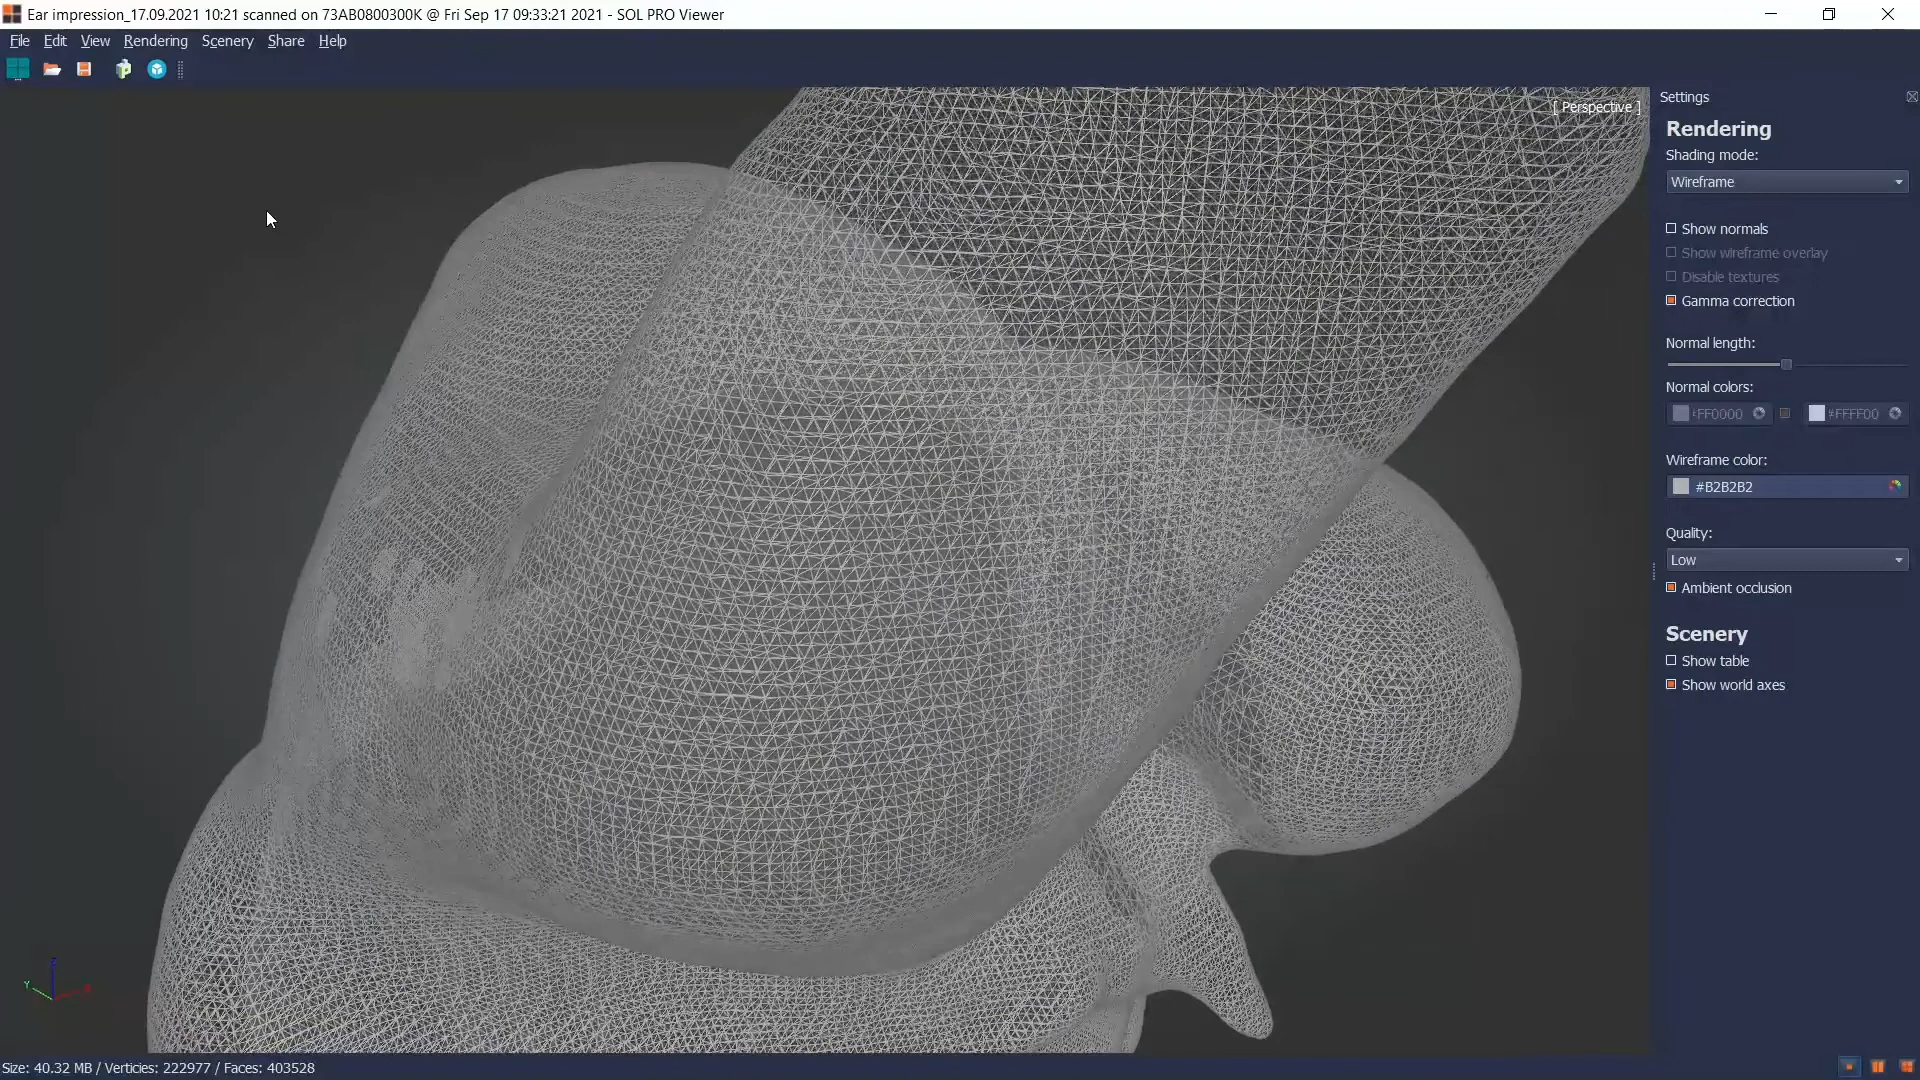 Ear impression_17.09.2021 10:21 scanned on 73AB0800300K @ Fri Sep 17 09:33:21 2021 - SOL PRO Viewer
File Edit View Rendering Scenery Share Help
[ Perspective ]
Settings
Rendering
Shading mode:
Wireframe
Show normals
Show wireframe overlay
Disable textures
Gamma correction
Normal length:
Normal colors:
#FF0000 #FFFF00
Wireframe color:
#B2B2B2
Quality:
Low
Ambient occlusion
Scenery
Show table
Show world axes
Z
Y X
Size: 40.32 MB / Verticies: 222977 / Faces: 403528